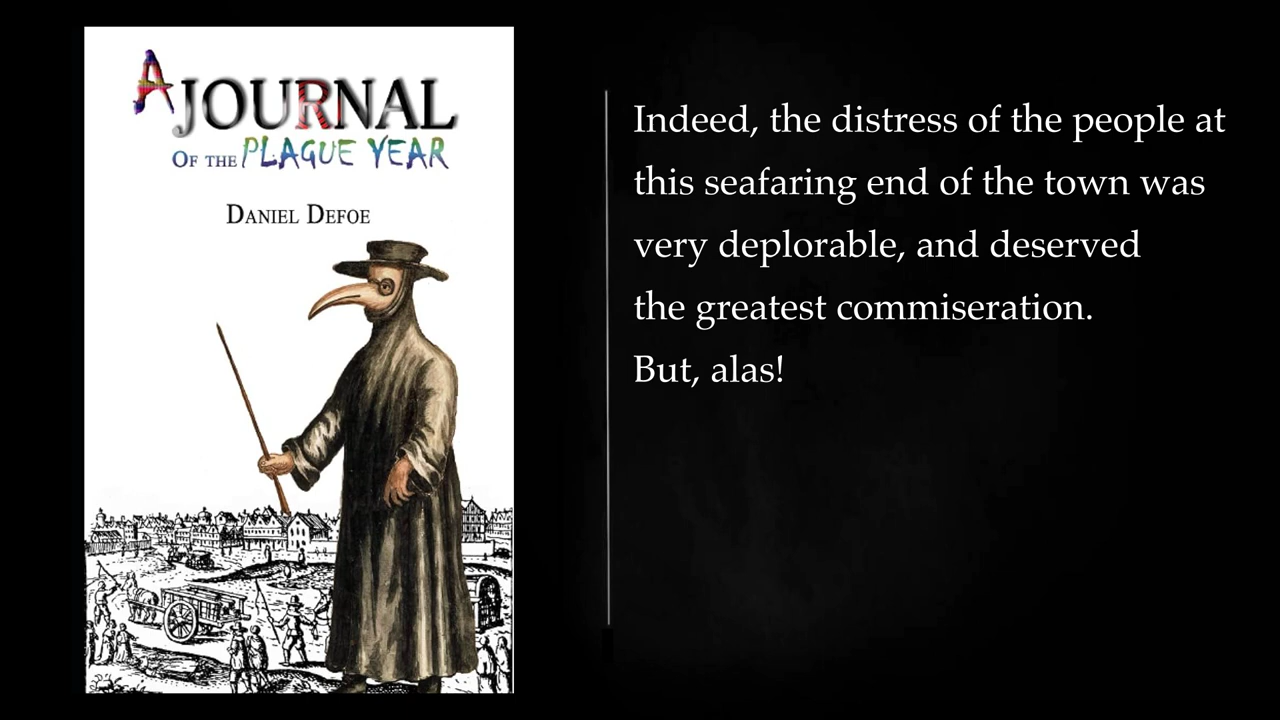 A JOURNAL
OF THE PLAGUE YEAR
DANIEL DEFOE
Indeed, the distress of the people at
this seafaring end of the town was
very deplorable, and deserved
the greatest commiseration.
But, alas!